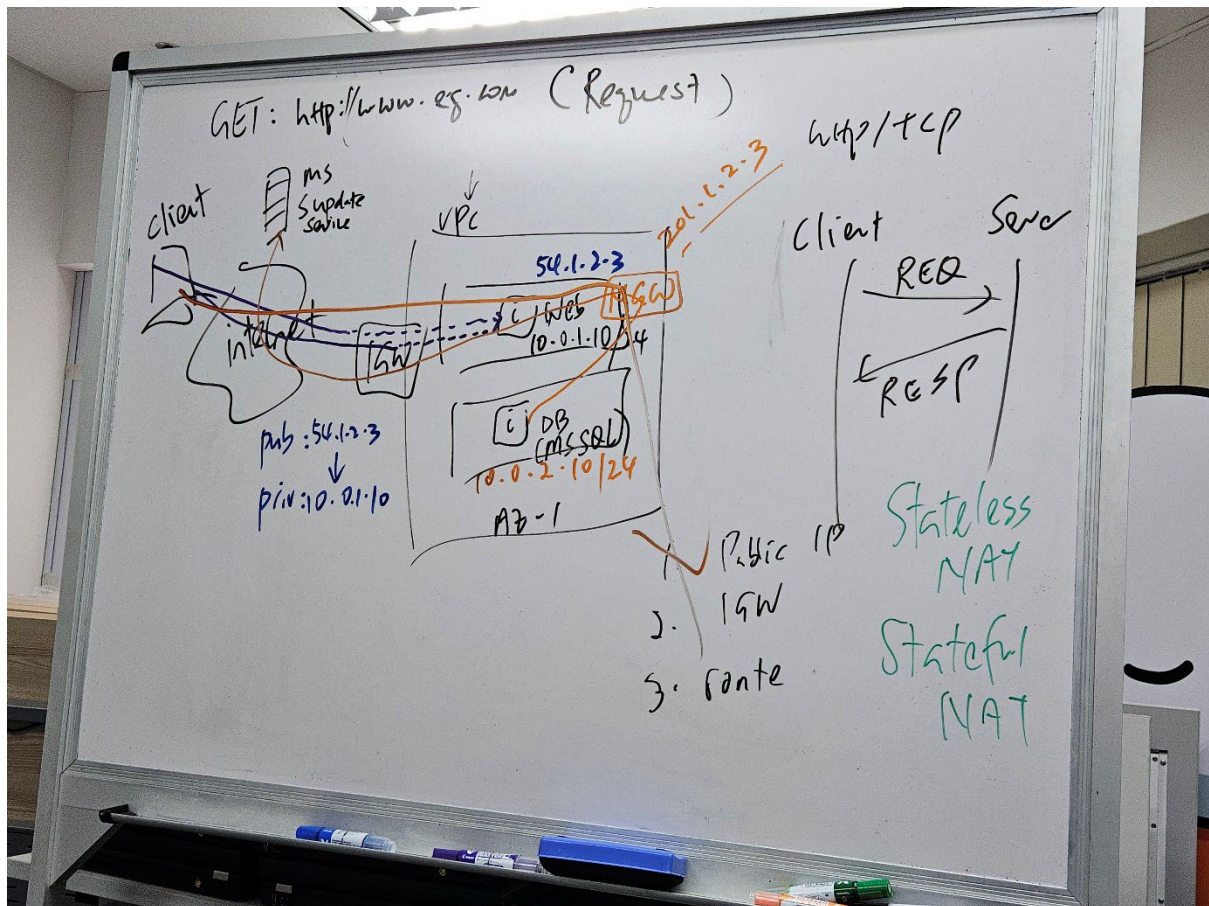 GET: http://www.eg.com (Request)
http/TCP
MS
update
service
client
VPC
201.1.2.3
54.1.2.3
NGW
i WEB
10.0.1.10 24
internet
IGW
i DB
(MSSQL)
10.0.2.10/24
AZ-1
pub:54.1.2.3
↓
priv:10.0.1.10
Client
REQ
RESP
1. Public IP
2. IGW
3. route
Stateless
NAT
Stateful
NAT